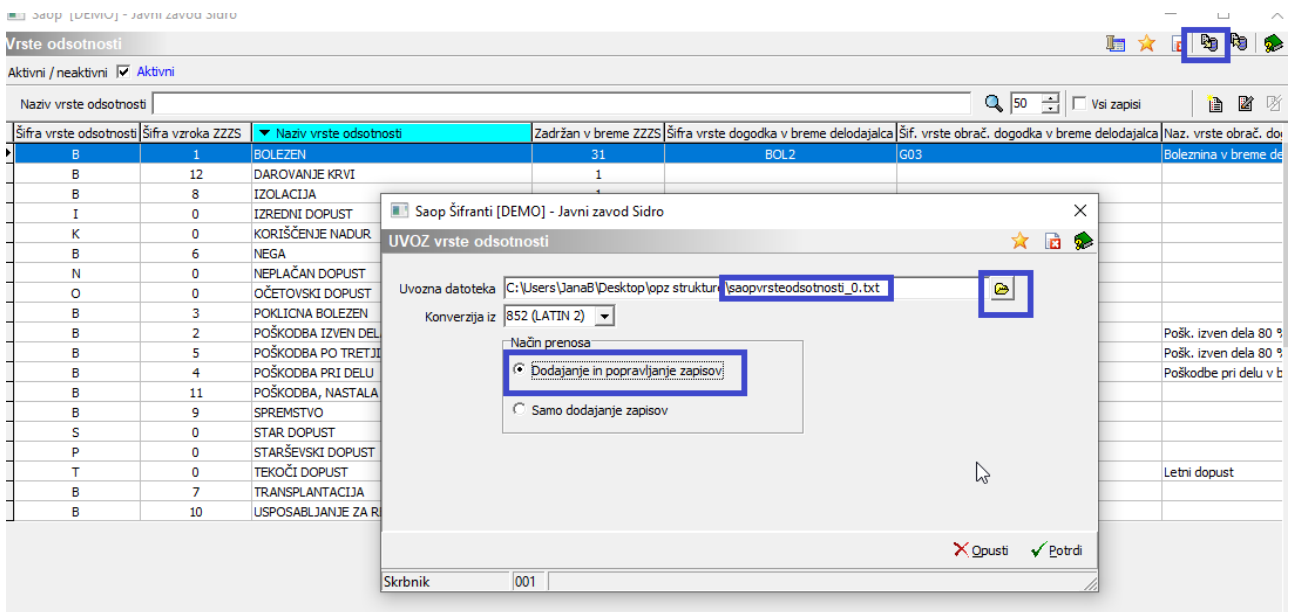 Saop [DEMO] - Javni zavod Sidro
Vrste odsotnosti
Aktivni / neaktivni Aktivni
Naziv vrste odsotnosti 50 Vsi zapisi
Šifra vrste odsotnosti Šifra vzroka ZZZS Naziv vrste odsotnosti Zadržan v breme ZZZS Šifra vrste dogodka v breme delodajalca Šif. vrste obrač. dogodka v breme delodajalca Naz. vrste obrač. do
B 1 BOLEZEN 31 BOL2 G03 Boleznina v breme de
B 12 DAROVANJE KRVI 1
B 8 IZOLACIJA
I 0 IZREDNI DOPUST
K 0 KORIŠČENJE NADUR
B 6 NEGA
N 0 NEPLAČAN DOPUST
O 0 OČETOVSKI DOPUST
B 3 POKLICNA BOLEZEN
B 2 POŠKODBA IZVEN DEL Pošk. izven dela 80 %
B 5 POŠKODBA PO TRETJI Pošk. izven dela 80 %
B 4 POŠKODBA PRI DELU Poškodbe pri delu v b
B 11 POŠKODBA, NASTALA
B 9 SPREMSTVO
S 0 STAR DOPUST
P 0 STARŠEVSKI DOPUST
T 0 TEKOČI DOPUST Letni dopust
B 7 TRANSPLANTACIJA
B 10 USPOSABLJANJE ZA R
Saop Šifranti [DEMO] - Javni zavod Sidro
UVOZ vrste odsotnosti
Uvozna datoteka C:\Users\JanaB\Desktop\opz strukture\saopvrsteodsotnosti_0.txt
Konverzija iz 852 (LATIN 2)
Način prenosa
Dodajanje in popravljanje zapisov
Samo dodajanje zapisov
Opusti Potrdi
Skrbnik 001